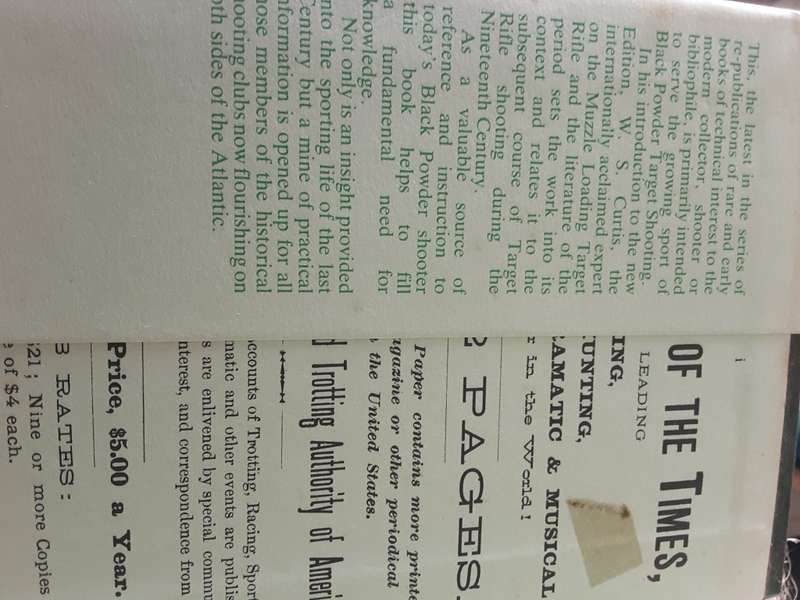 This, the latest in the series of
re-publications of rare and early
books of technical interest to the
modern collector, shooter or
bibliophile, is primarily intended
to serve the growing sport of
Black Powder Target Shooting.
In his introduction to the new
Edition, W. S. Curtis, the
internationally acclaimed expert
on the Muzzle Loading Target
Rifle and the literature of the
period sets the work into its
context and relates it to the
subsequent course of Target
Rifle shooting during the
Nineteenth Century.
As a valuable source of
reference and instruction to
today's Black Powder shooter
this book helps to fill
a fundamental need for
knowledge.
Not only is an insight provided
into the sporting life of the last
Century but a mine of practical
information is opened up for all
those members of the historical
shooting clubs now flourishing on
both sides of the Atlantic.
i
OF THE TIMES,
LEADING
ING,
UNTING,
AMATIC & MUSICAL
r in the World!
2 PAGES.
Paper contains more printe
agazine or other periodical
the United States.
d Trotting Authority of Ameri
ccounts of Trotting, Racing, Sport
matic and other events are publis
s are enlivened by special commu
nterest, and correspondence from
Price, $5.00 a Year.
B RATES:
21; Nine or more Copies
e of $4 each.